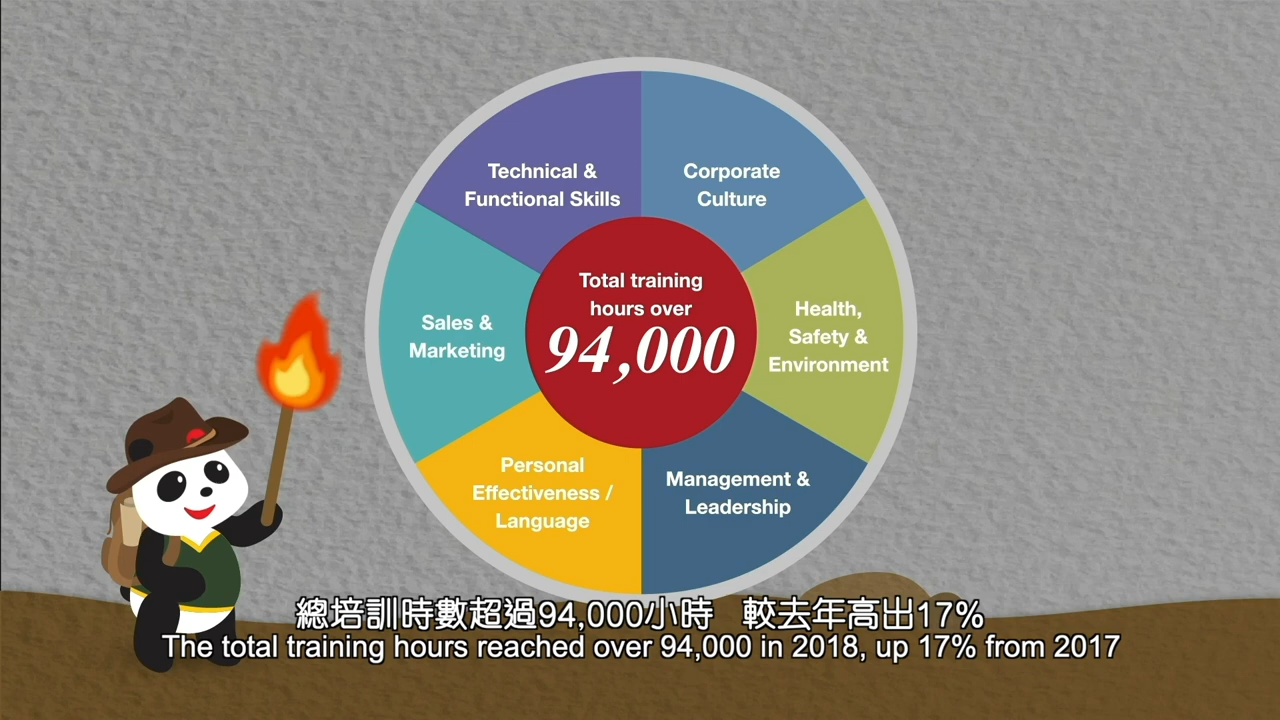 Technical &
Functional Skills
Corporate
Culture
Sales &
Marketing
Total training
hours over
94,000
Health,
Safety &
Environment
Personal
Effectiveness /
Language
Management &
Leadership
總培訓時數超過94,000小時 較去年高出17%
The total training hours reached over 94,000 in 2018, up 17% from 2017